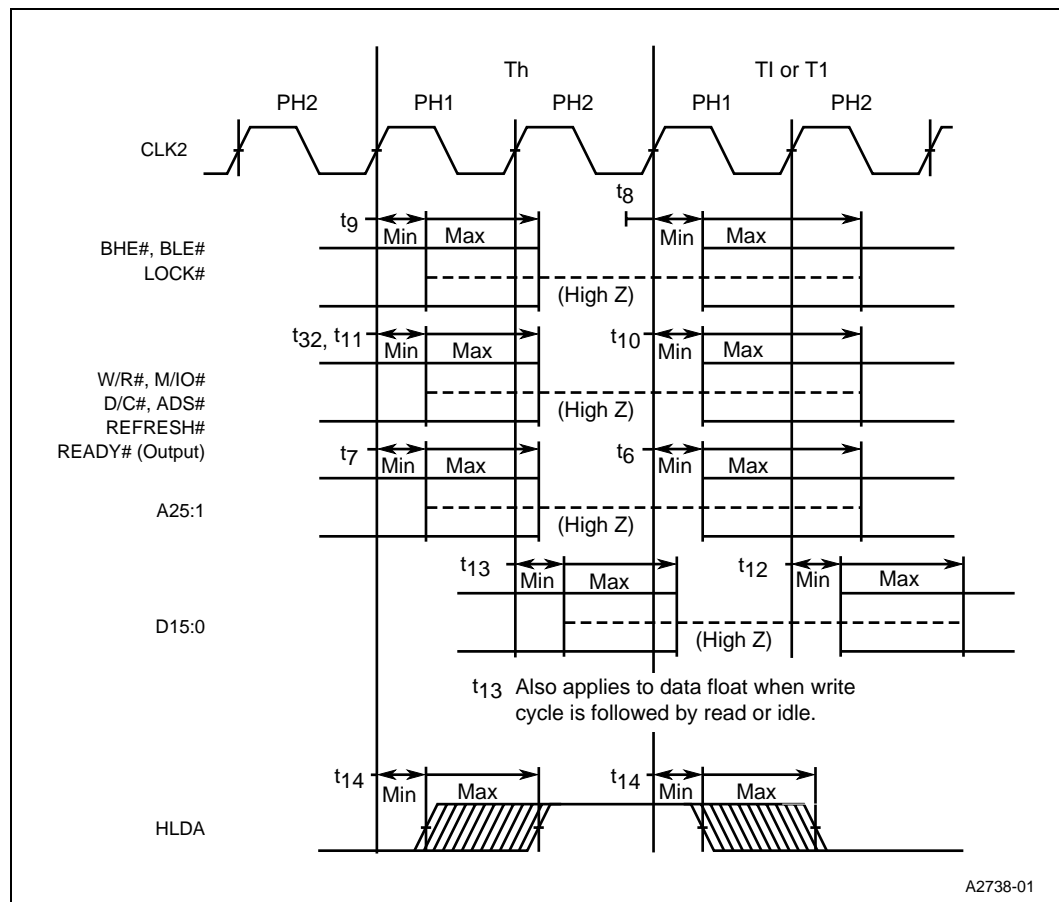 Th TI or T1
PH2 PH1 PH2 PH1 PH2
CLK2
t8
t9 Min Max Min Max
BHE#, BLE#
LOCK#
(High Z)
t32, t11 Min Max t10 Min Max
W/R#, M/IO#
D/C#, ADS#
REFRESH#
READY# (Output)
(High Z)
t7 Min Max t6 Min Max
A25:1
(High Z)
t13 Min Max t12 Min Max
D15:0
(High Z)
t13 Also applies to data float when write
cycle is followed by read or idle.
t14 Min Max t14 Min Max
HLDA
A2738-01